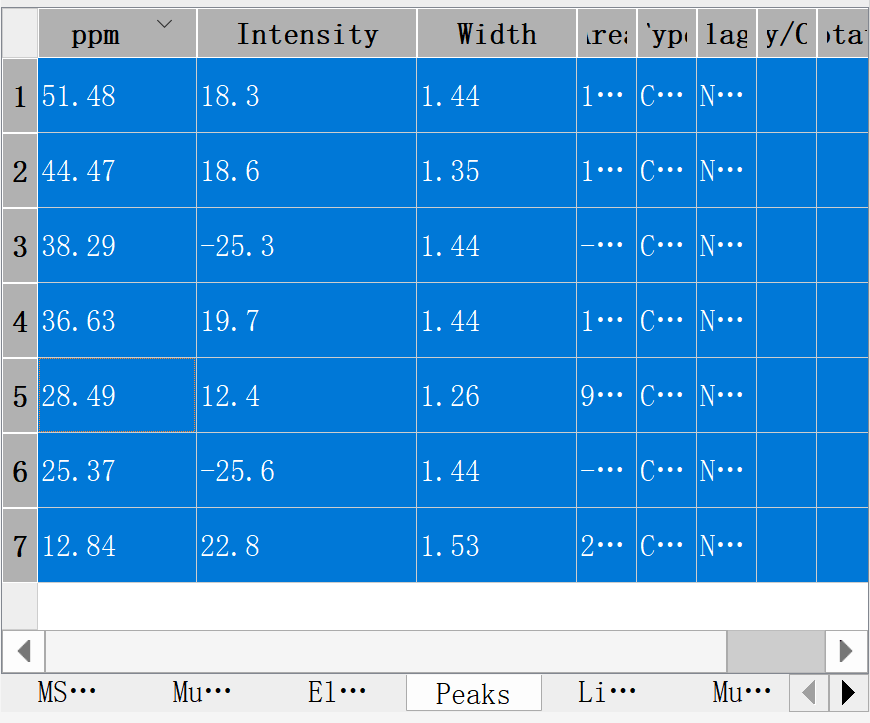 ppm Intensity Width Area Type Flag y/C ota
1 51.48 18.3 1.44 1… C… N…
2 44.47 18.6 1.35 1… C… N…
3 38.29 -25.3 1.44 -… C… N…
4 36.63 19.7 1.44 1… C… N…
5 28.49 12.4 1.26 9… C… N…
6 25.37 -25.6 1.44 -… C… N…
7 12.84 22.8 1.53 2… C… N…
MS… Mu… El… Peaks Li… Mu…